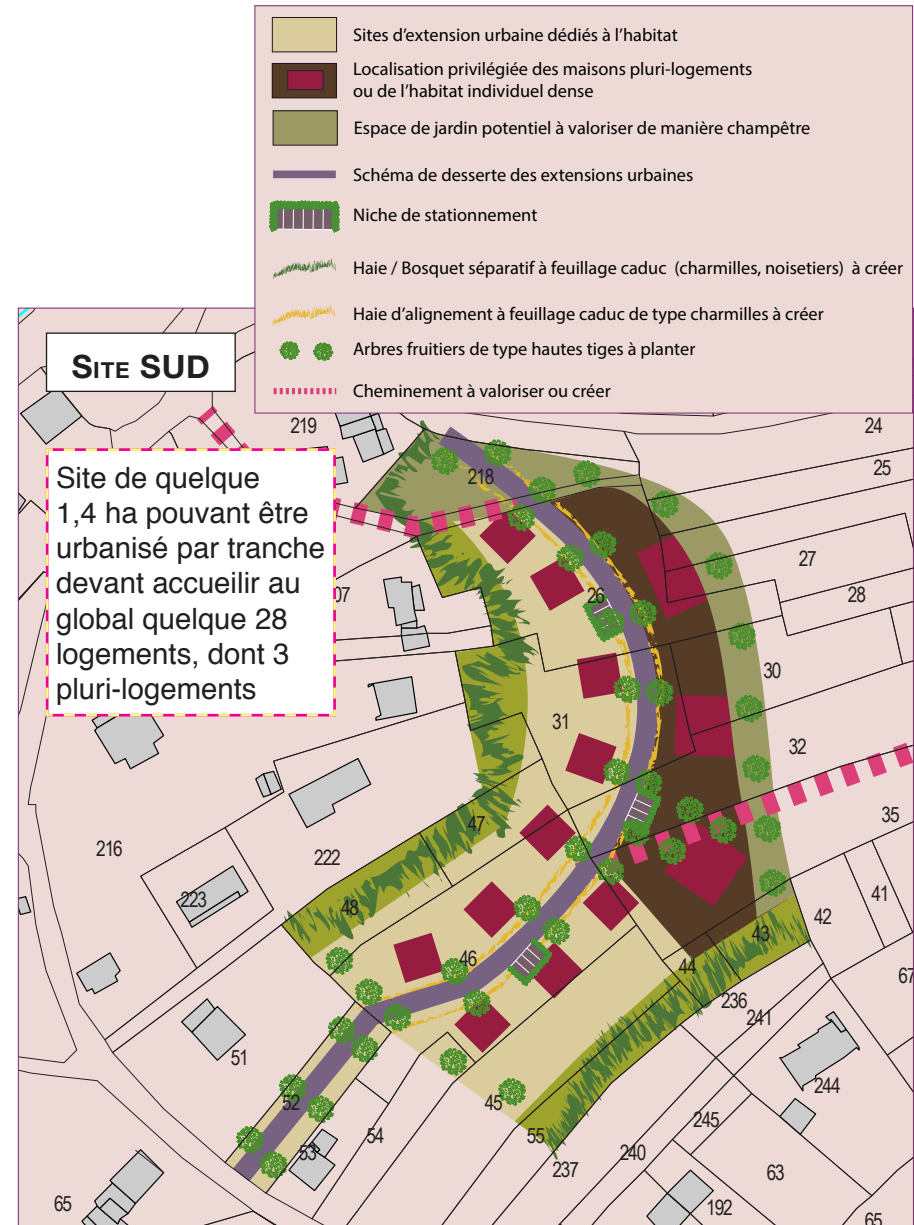 Sites d'extension urbaine dédiés à l'habitat
Localisation privilégiée des maisons pluri-logements
ou de l'habitat individuel dense
Espace de jardin potentiel à valoriser de manière champêtre
Schéma de desserte des extensions urbaines
Niche de stationnement
Haie / Bosquet séparatif à feuillage caduc (charmilles, noisetiers) à créer
Haie d'alignement à feuillage caduc de type charmilles à créer
Arbres fruitiers de type hautes tiges à planter
Cheminement à valoriser ou créer
SITE SUD
Site de quelque
1,4 ha pouvant être
urbanisé par tranche
devant accueilir au
global quelque 28
logements, dont 3
pluri-logements
219
24
25
218
27
07
26
28
30
31
32
35
47
216
222
223
41
48
42
43
46
44
67
236
241
51
244
52
45
245
54
55
53
240
237
63
65
192
65